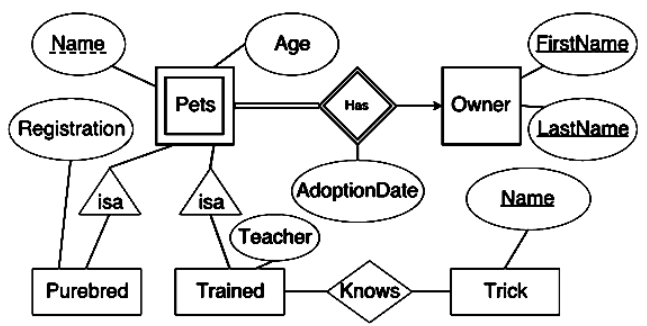 Name
Age
FirstName
Pets
Has
Owner
Registration
LastName
isa
isa
AdoptionDate
Name
Teacher
Purebred
Trained
Knows
Trick